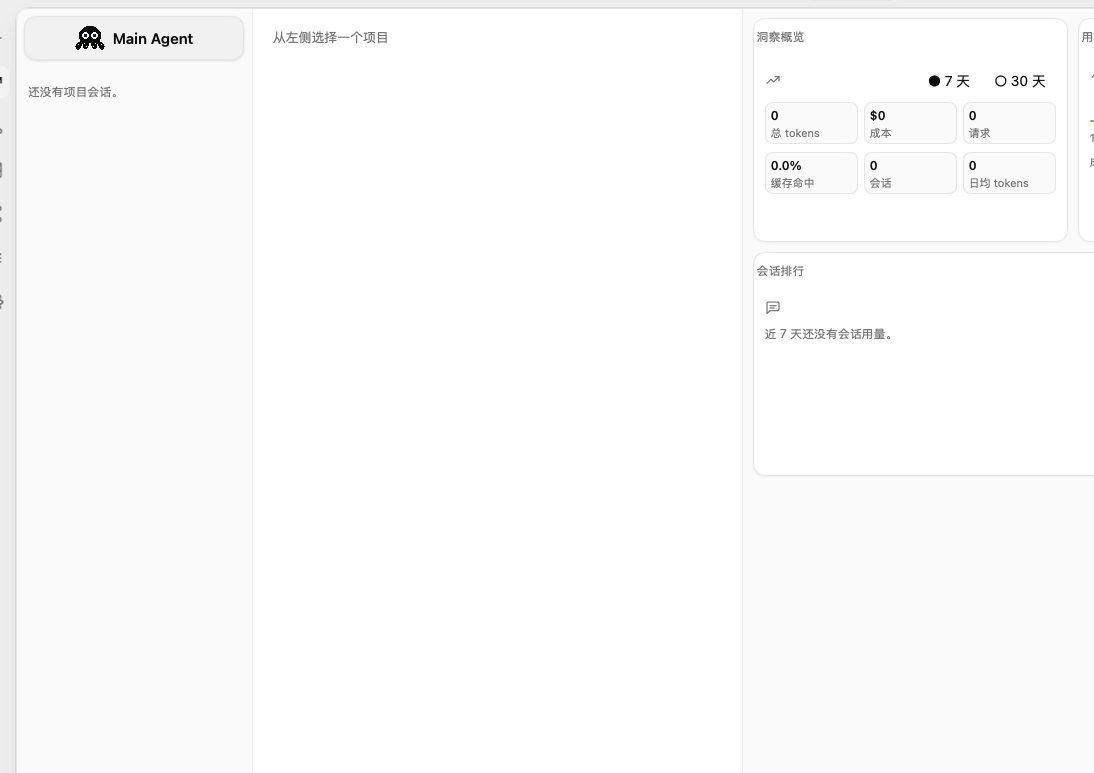 Main Agent
还没有项目会话。
从左侧选择一个项目
洞察概览
7 天
30 天
0
总 tokens
$0
成本
0
请求
0.0%
缓存命中
0
会话
0
日均 tokens
会话排行
近 7 天还没有会话用量。
用